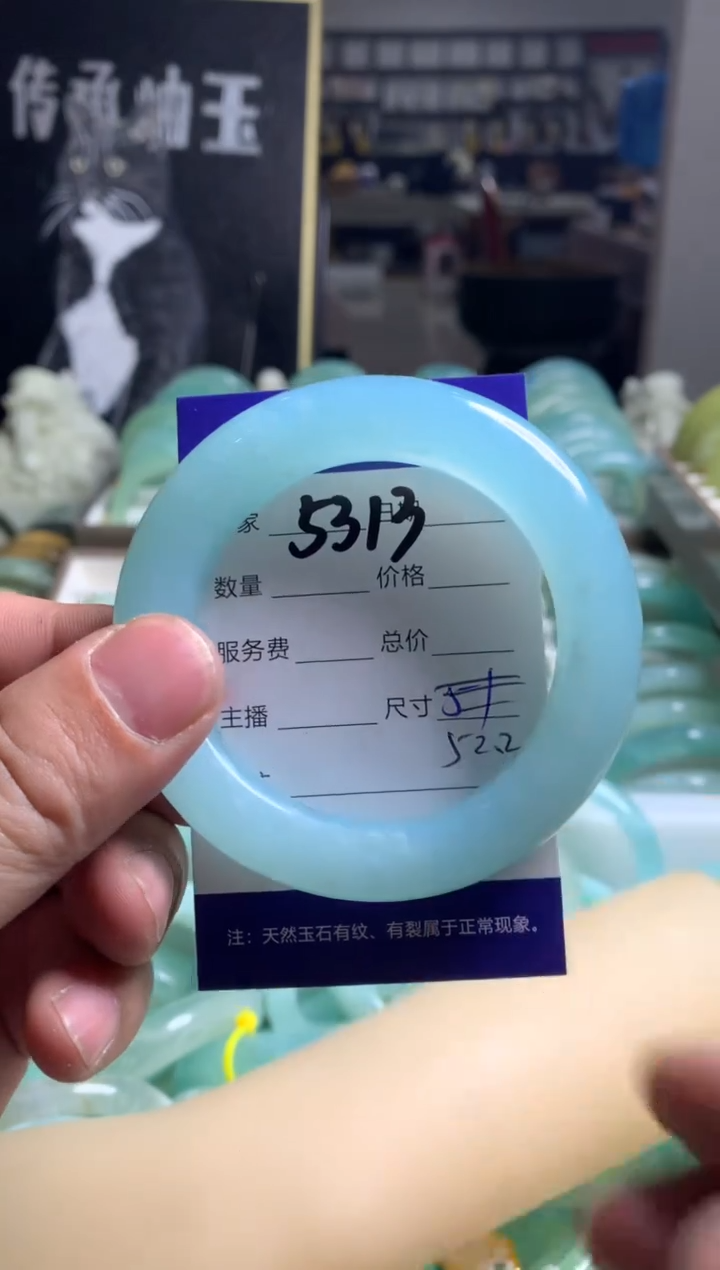 传承岫玉
家 5313
数量 价格
服务费 总价
主播 尺寸
52.2
注：天然玉石有纹、有裂属于正常现象。